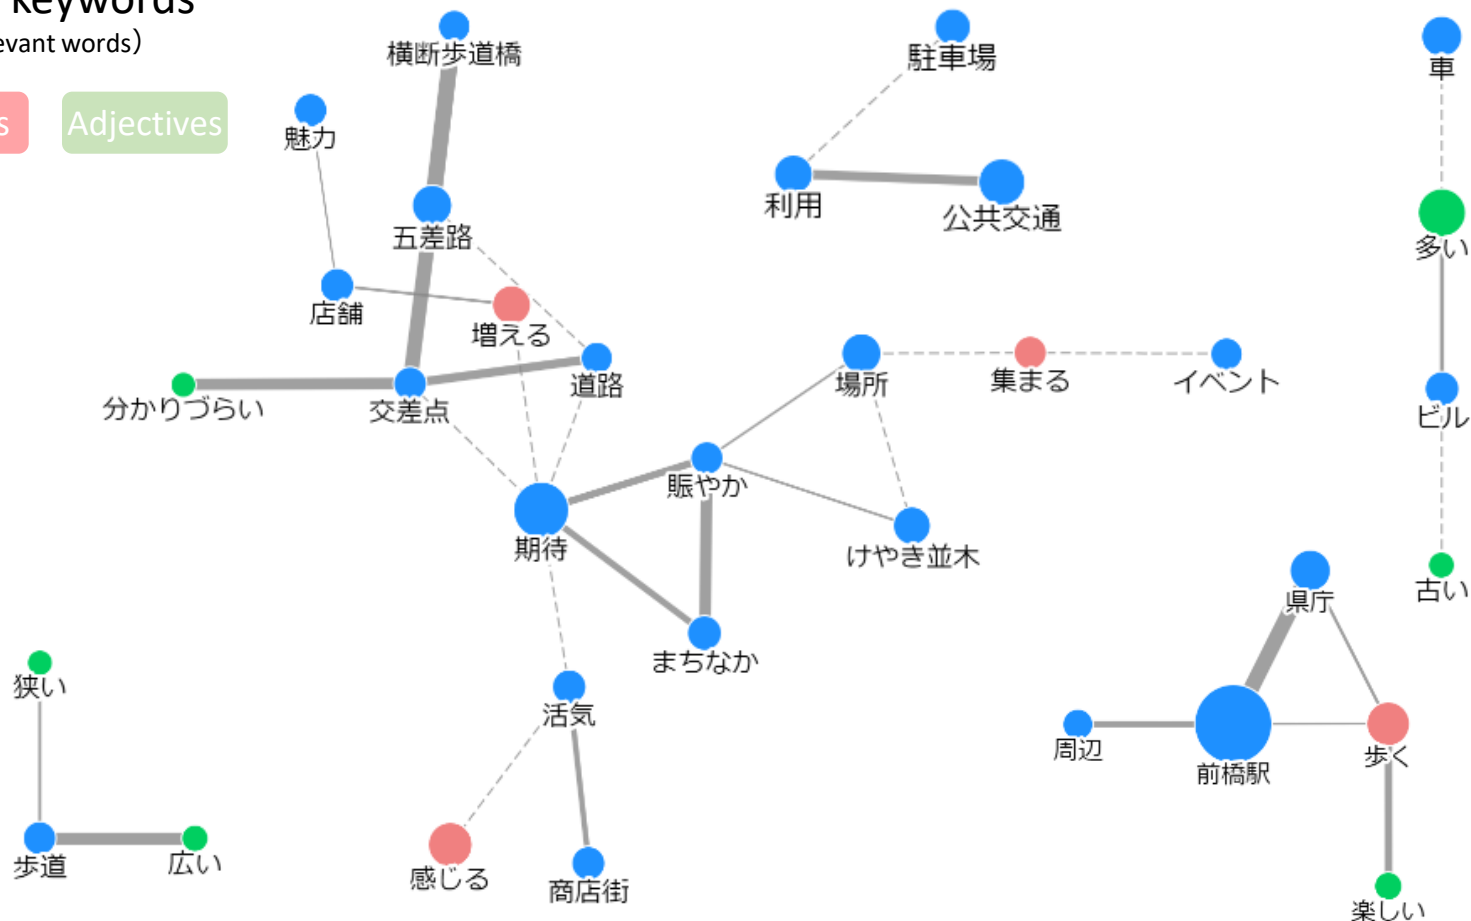 keywords
evant words）
s
Adjectives
横断歩道橋
駐車場
車
魅力
利用
公共交通
五差路
多い
店舗
増える
道路
場所
集まる
イベント
分かりづらい
交差点
ビル
賑やか
期待
けやき並木
古い
県庁
まちなか
狭い
活気
周辺
前橋駅
歩く
歩道
広い
感じる
商店街
楽しい